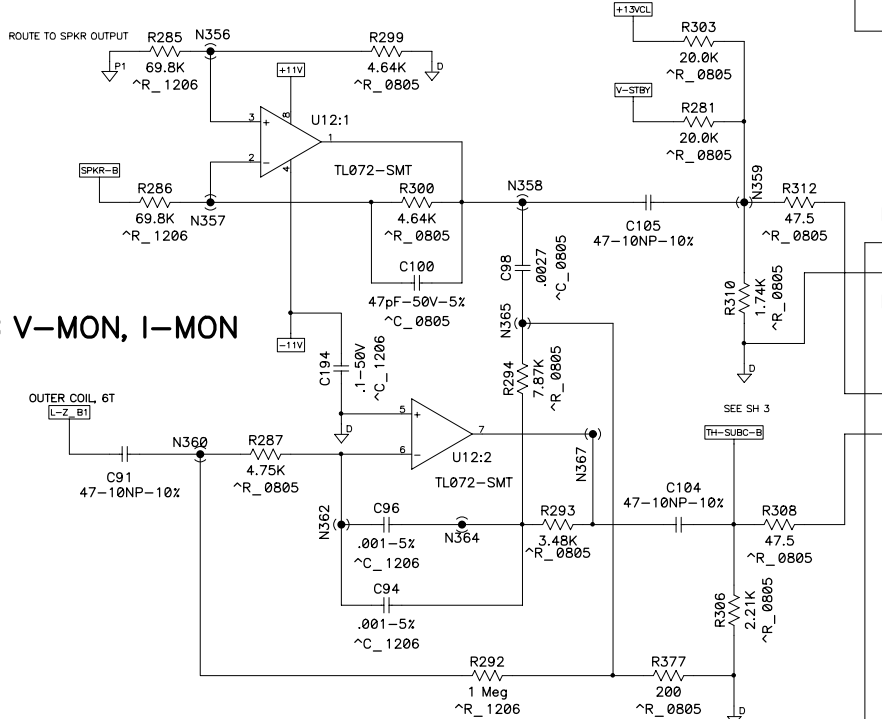 +13VCL
ROUTE TO SPKR OUTPUT
R285
N356
R299
R303
P1
69.8K
^R_1206
4.64K
^R_0805
D
20.0K
^R_0805
+11V
V-STBY
R281
20.0K
^R_0805
8
U12:1
3
+
1
2
-
4
TL072-SMT
SPKR-B
R286
69.8K
^R_1206
N357
R300
4.64K
^R_0805
N358
N359
R312
47.5
^R_0805
C105
47-10NP-10%
C100
47pF-50V-5%
^C_0805
C98
.0027
^C_0805
R310
1.74K
^R_0805
D
V-MON, I-MON
-11V
N365
C194
.1-50V
^C_1206
R294
7.87K
^R_0805
D
OUTER COIL, 6T
L-Z_B1
SEE SH 3
TH-SUBC-B
5
+
7
6
-
U12:2
TL072-SMT
N360
R287
4.75K
^R_0805
C91
47-10NP-10%
N367
C104
47-10NP-10%
N362
C96
.001-5%
^C_1206
N364
R293
3.48K
^R_0805
R308
47.5
^R_0805
C94
.001-5%
^C_1206
R306
2.21K
^R_0805
R292
1 Meg
^R_1206
R377
200
^R_0805
D